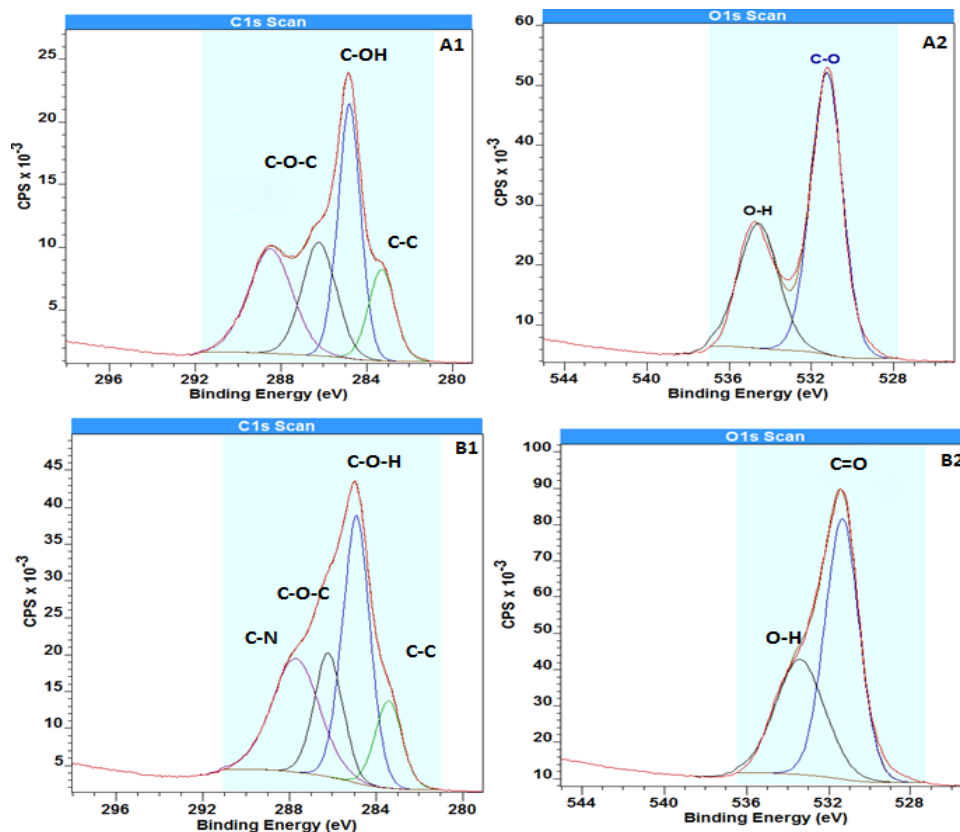 C1s Scan
A1
C-OH
C-O-C
C-C
CPS x 10⁻³
25
20
15
10
5
296
292
288
284
280
Binding Energy (eV)
O1s Scan
A2
C-O
O-H
CPS x 10⁻³
60
50
40
30
20
10
544
540
536
532
528
Binding Energy (eV)
C1s Scan
B1
C-O-H
C-O-C
C-N
C-C
CPS x 10⁻³
45
40
35
30
25
20
15
10
5
296
292
288
284
280
Binding Energy (eV)
O1s Scan
B2
C=O
O-H
CPS x 10⁻³
100
90
80
70
60
50
40
30
20
10
544
540
536
532
528
Binding Energy (eV)